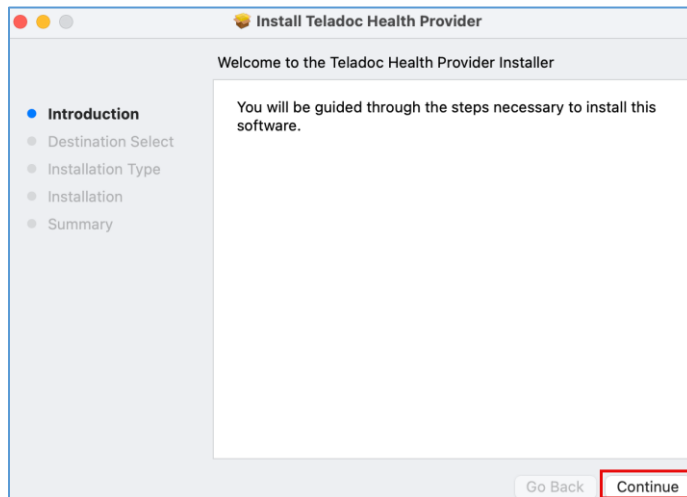 Install Teladoc Health Provider
Welcome to the Teladoc Health Provider Installer
Introduction
Destination Select
Installation Type
Installation
Summary
You will be guided through the steps necessary to install this
software.
Go Back
Continue